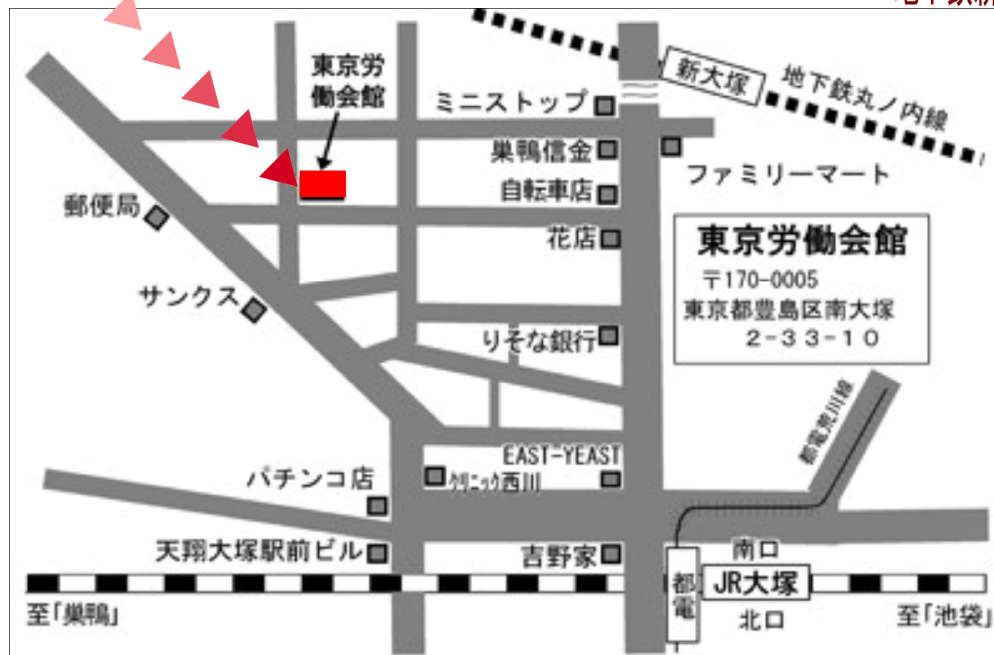 東京労
働会館
ミニストップ
新大塚
地下鉄丸ノ内線
巣鴨信金
ファミリーマート
自転車店
郵便局
花店
東京労働会館
〒170-0005
東京都豊島区南大塚
2-33-10
サンクス
りそな銀行
都電荒川線
EAST-YEAST
パチンコ店
クリニック西川
天翔大塚駅前ビル
吉野家
南口
都電
JR大塚
北口
至「巣鴨」
至「池袋」